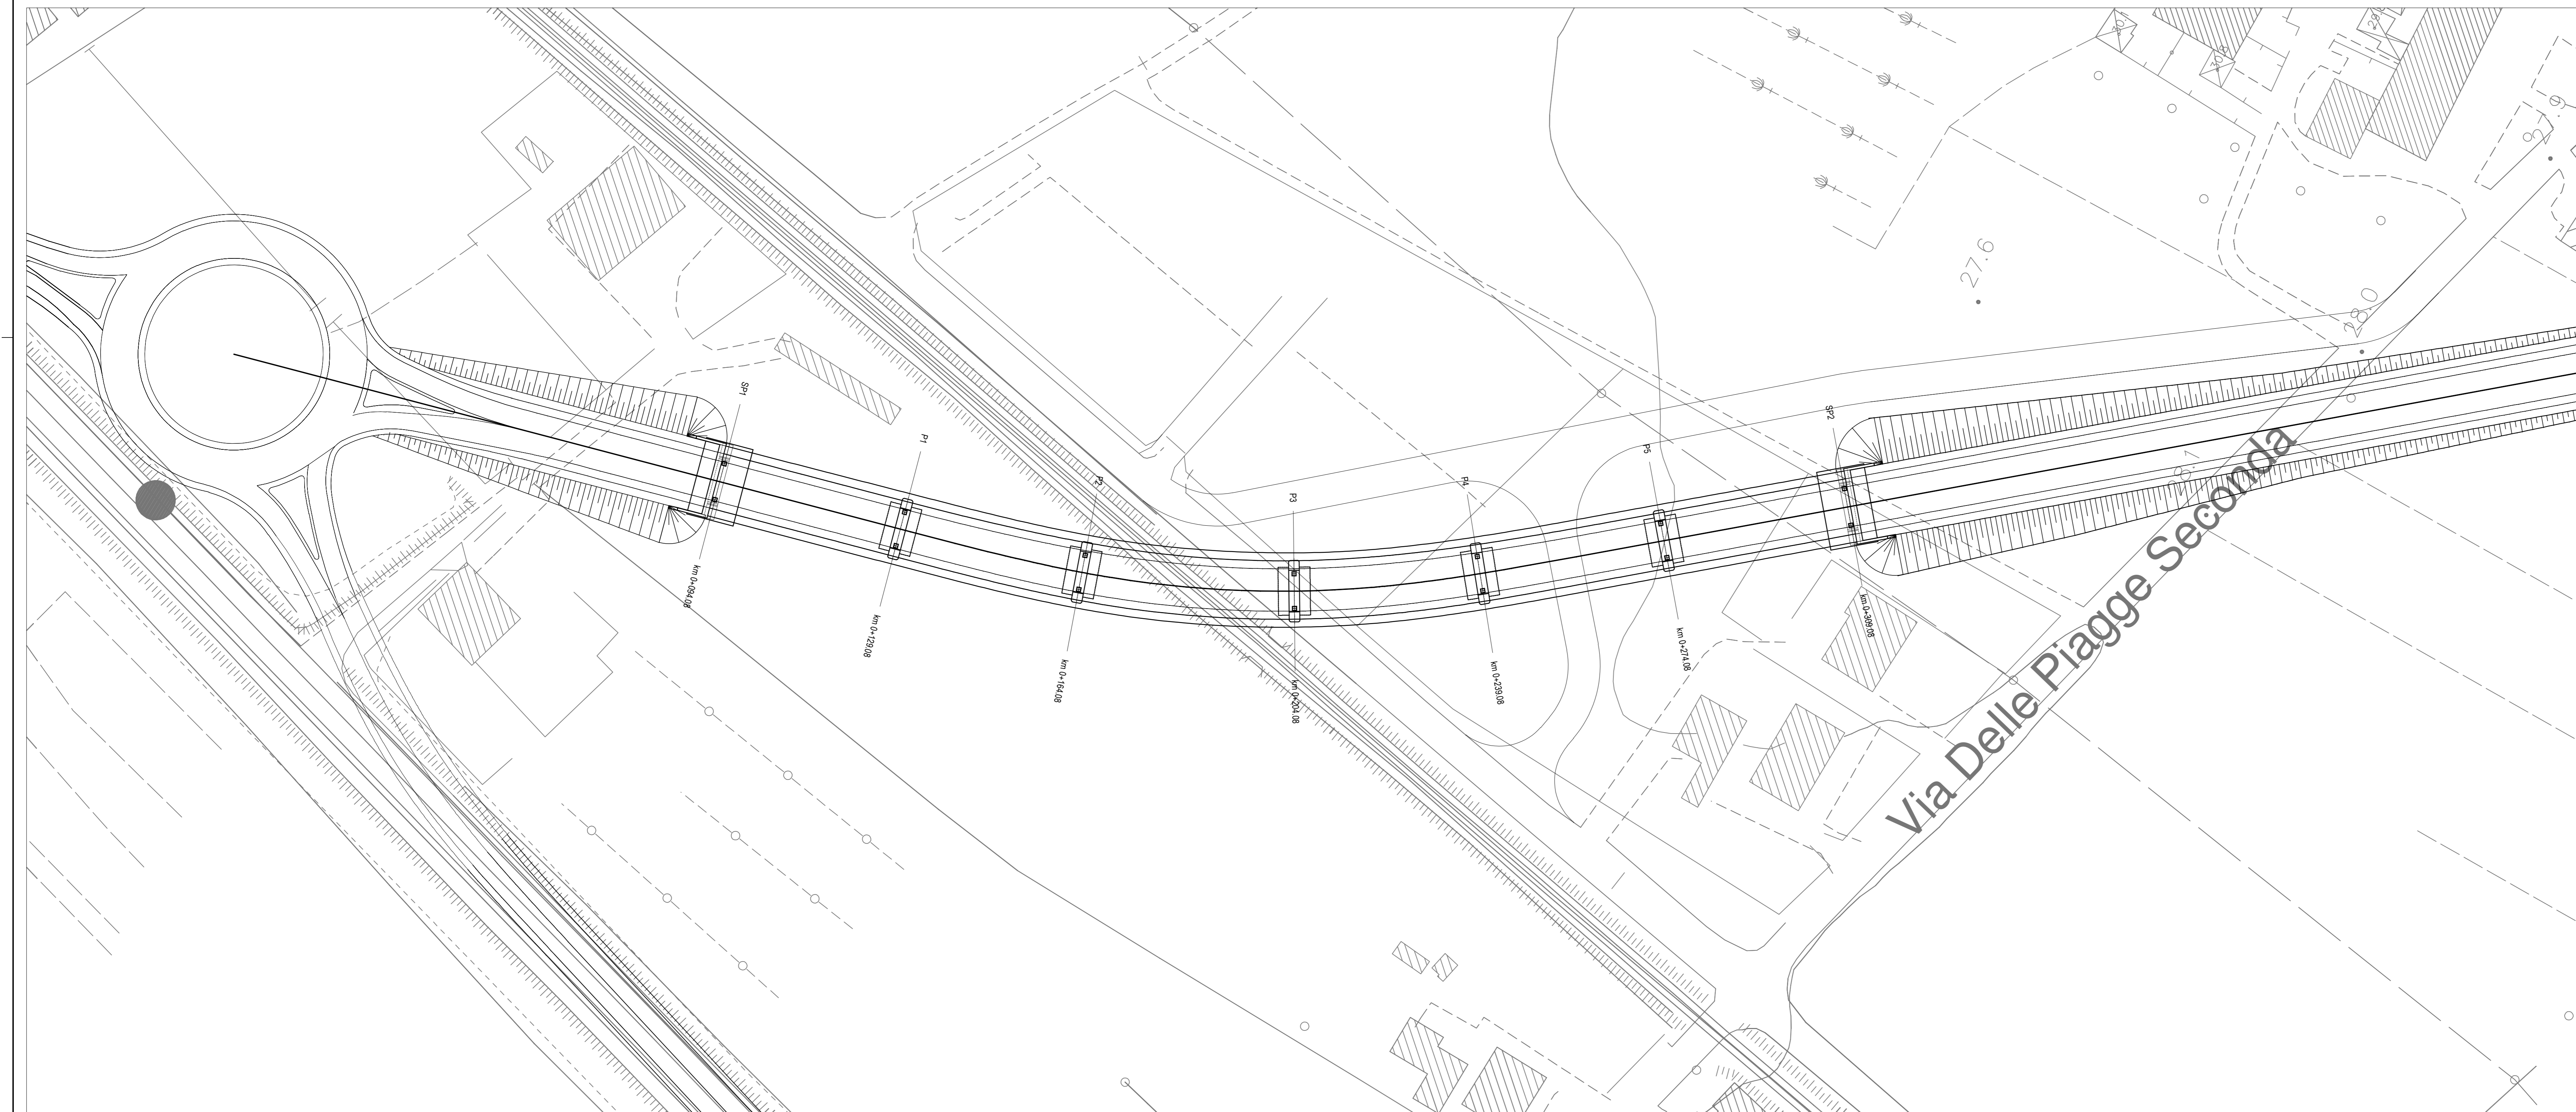 27.6
28.0
SP1
P1
P2
P3
P4
P5
SP2
km 0+094.08
km 0+129.08
km 0+164.08
km 0+204.08
km 0+239.08
km 0+274.08
km 0+309.08
Via Delle Piagge Seconda